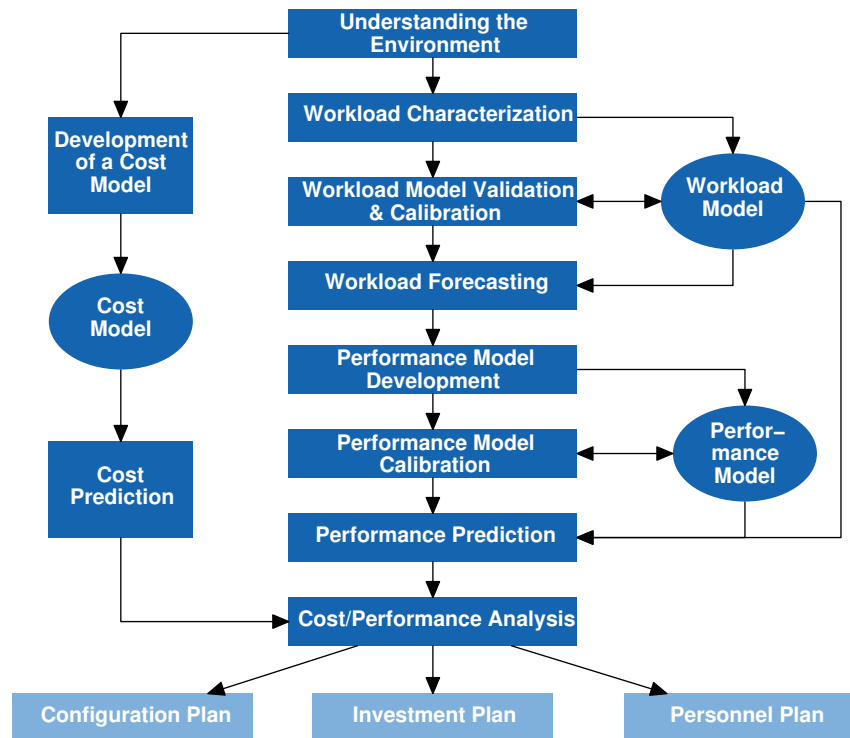 Understanding the
Environment
Workload Characterization
Development
of a Cost
Model
Workload Model Validation
& Calibration
Workload
Model
Workload Forecasting
Cost
Model
Performance Model
Development
Performance Model
Calibration
Perfor−
mance
Model
Cost
Prediction
Performance Prediction
Cost/Performance Analysis
Configuration Plan
Investment Plan
Personnel Plan